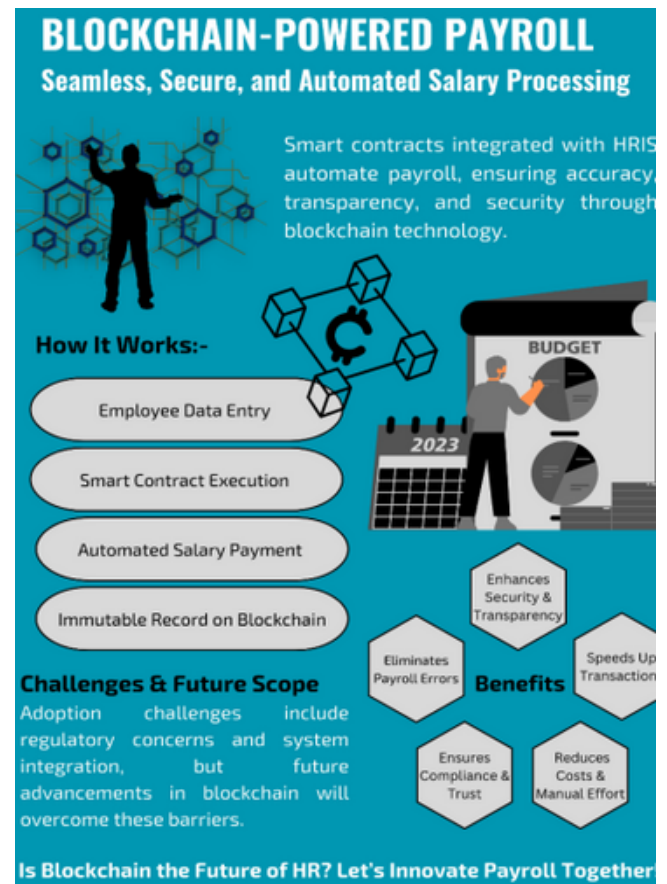 BLOCKCHAIN-POWERED PAYROLL
Seamless, Secure, and Automated Salary Processing
Smart contracts integrated with HRIS
automate payroll, ensuring accuracy,
transparency, and security through
blockchain technology.
How It Works:-
Employee Data Entry
Smart Contract Execution
Automated Salary Payment
Immutable Record on Blockchain
2023
BUDGET
Challenges & Future Scope
Adoption challenges include
regulatory concerns and system
integration, but future
advancements in blockchain will
overcome these barriers.
Benefits
Enhances
Security &
Transparency
Eliminates
Payroll Errors
Speeds Up
Transaction
Ensures
Compliance &
Trust
Reduces
Costs &
Manual Effort
Is Blockchain the Future of HR? Let's Innovate Payroll Together!